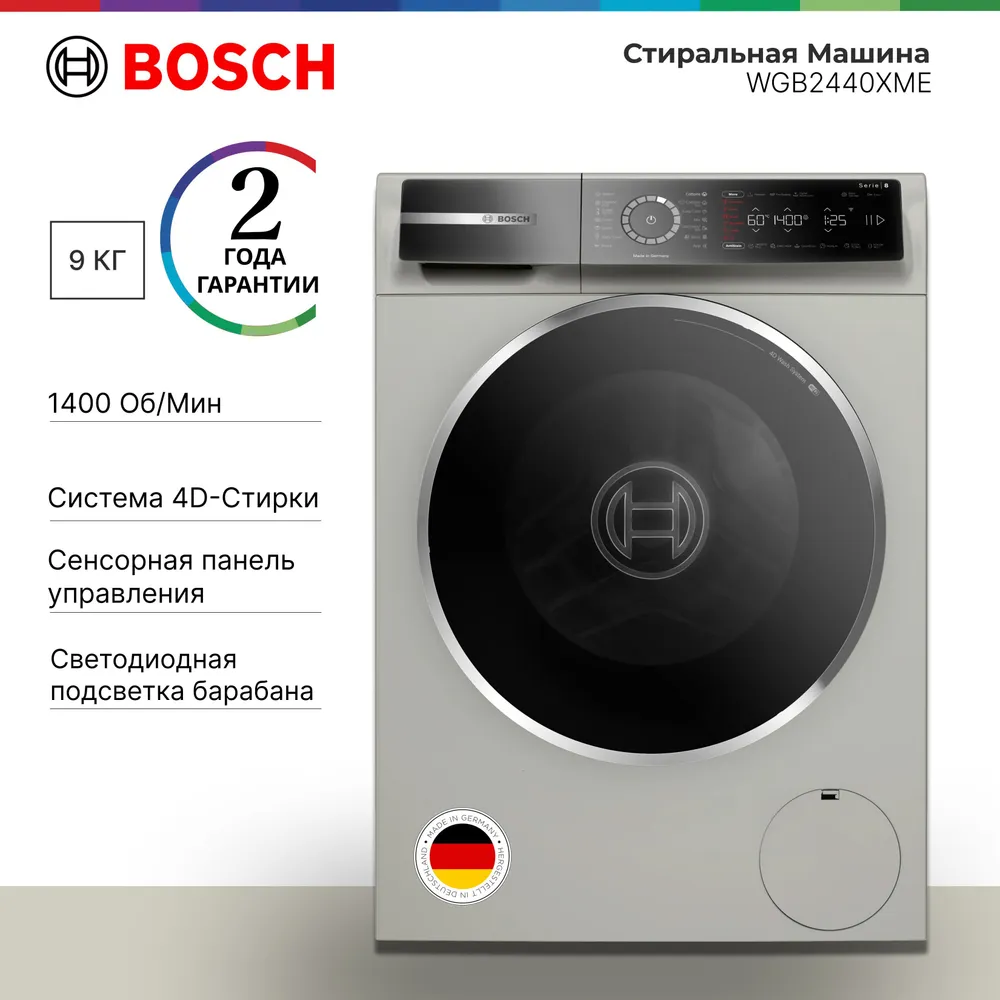 BOSCH
Стиральная Машина
WGB2440XME
2
ГОДА
ГАРАНТИИ
9 КГ
1400 Об/Мин
Система 4D-Стирки
Сенсорная панель
управления
Светодиодная
подсветка барабана
Serie | 8
BOSCH
60°C 1400 1:25
Made in Germany
4D Wash System
MADE IN GERMANY • HERGESTELLT IN DEUTSCHLAND •